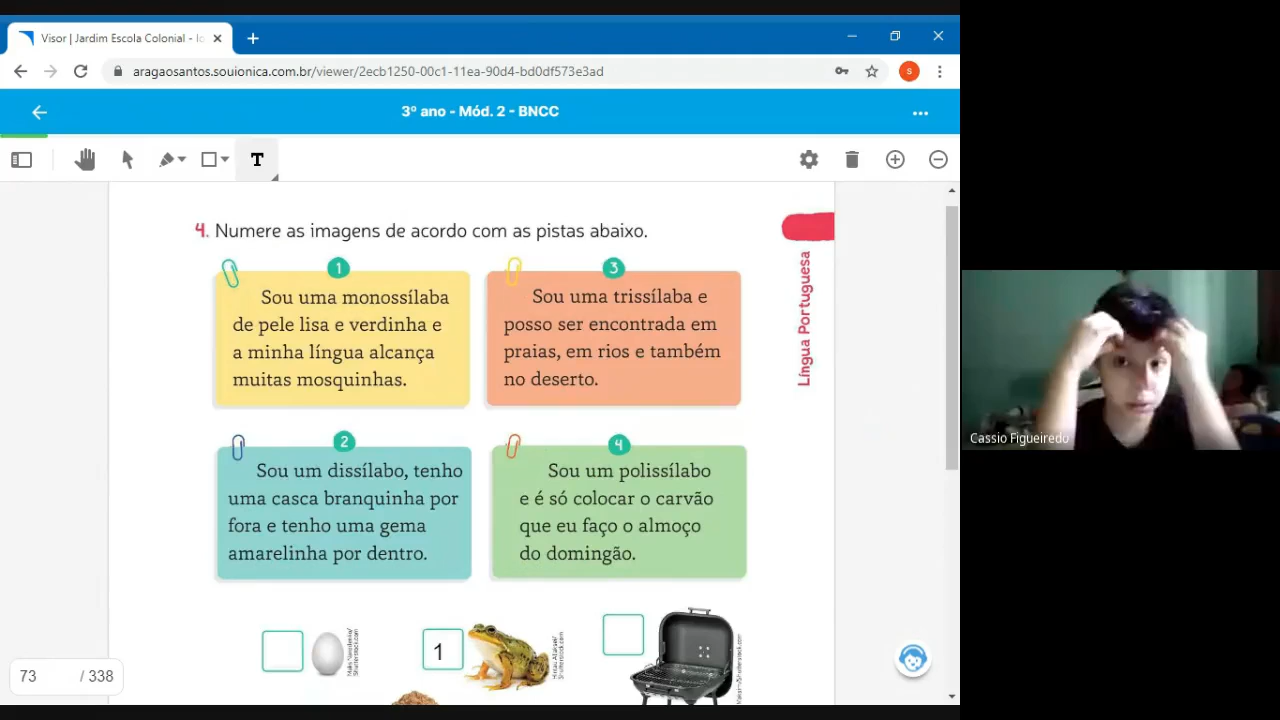 Visor | Jardim Escola Colonial - Io
aragaosantos.souionica.com.br/viewer/2ecb1250-00c1-11ea-90d4-bd0df573e3ad
S
3º ano - Mód. 2 - BNCC
T
4. Numere as imagens de acordo com as pistas abaixo.
Língua Portuguesa
1
Sou uma monossílaba
de pele lisa e verdinha e
a minha língua alcança
muitas mosquinhas.
3
Sou uma trissílaba e
posso ser encontrada em
praias, em rios e também
no deserto.
2
Sou um dissílabo, tenho
uma casca branquinha por
fora e tenho uma gema
amarelinha por dentro.
4
Sou um polissílabo
e é só colocar o carvão
que eu faço o almoço
do domingão.
1
Shutterstock.com
Shutterstock.com
73 / 338
Cassio Figueiredo